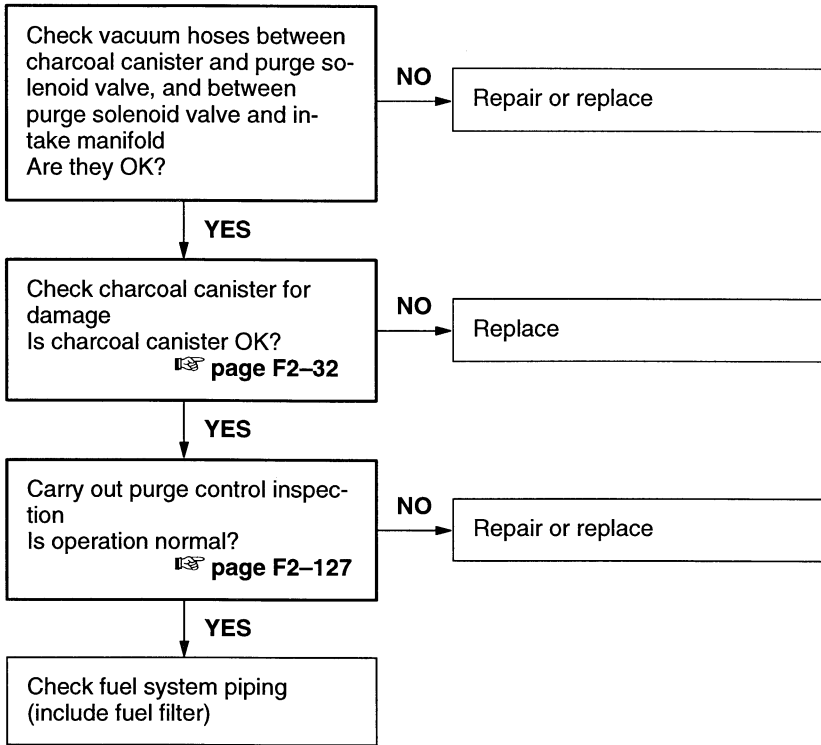 Check vacuum hoses between
charcoal canister and purge so-
lenoid valve, and between
purge solenoid valve and in-
take manifold
Are they OK?
NO
Repair or replace
YES
Check charcoal canister for
damage
Is charcoal canister OK?
☞ page F2–32
NO
Replace
YES
Carry out purge control inspec-
tion
Is operation normal?
☞ page F2–127
NO
Repair or replace
YES
Check fuel system piping
(include fuel filter)